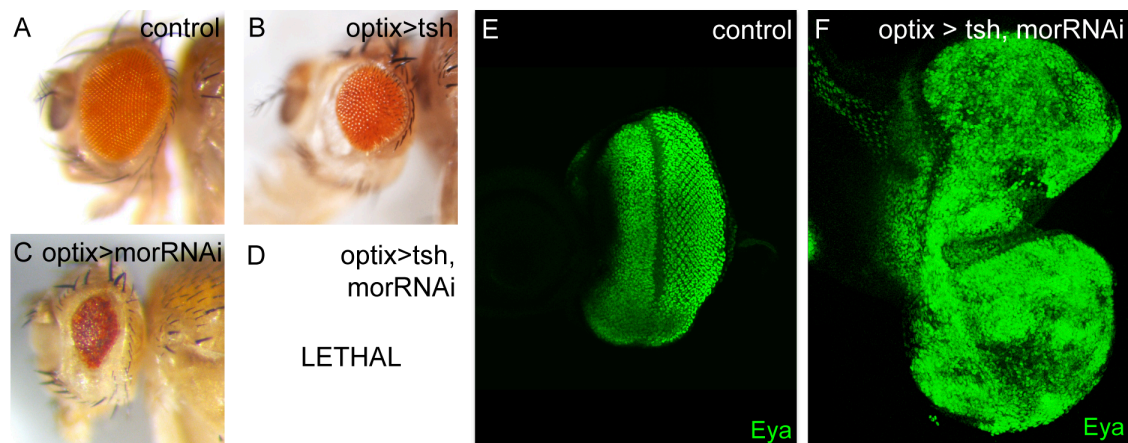 A control
B optix>tsh
C optix>morRNAi
D optix>tsh,
morRNAi
LETHAL
E control
Eya
F optix > tsh, morRNAi
Eya